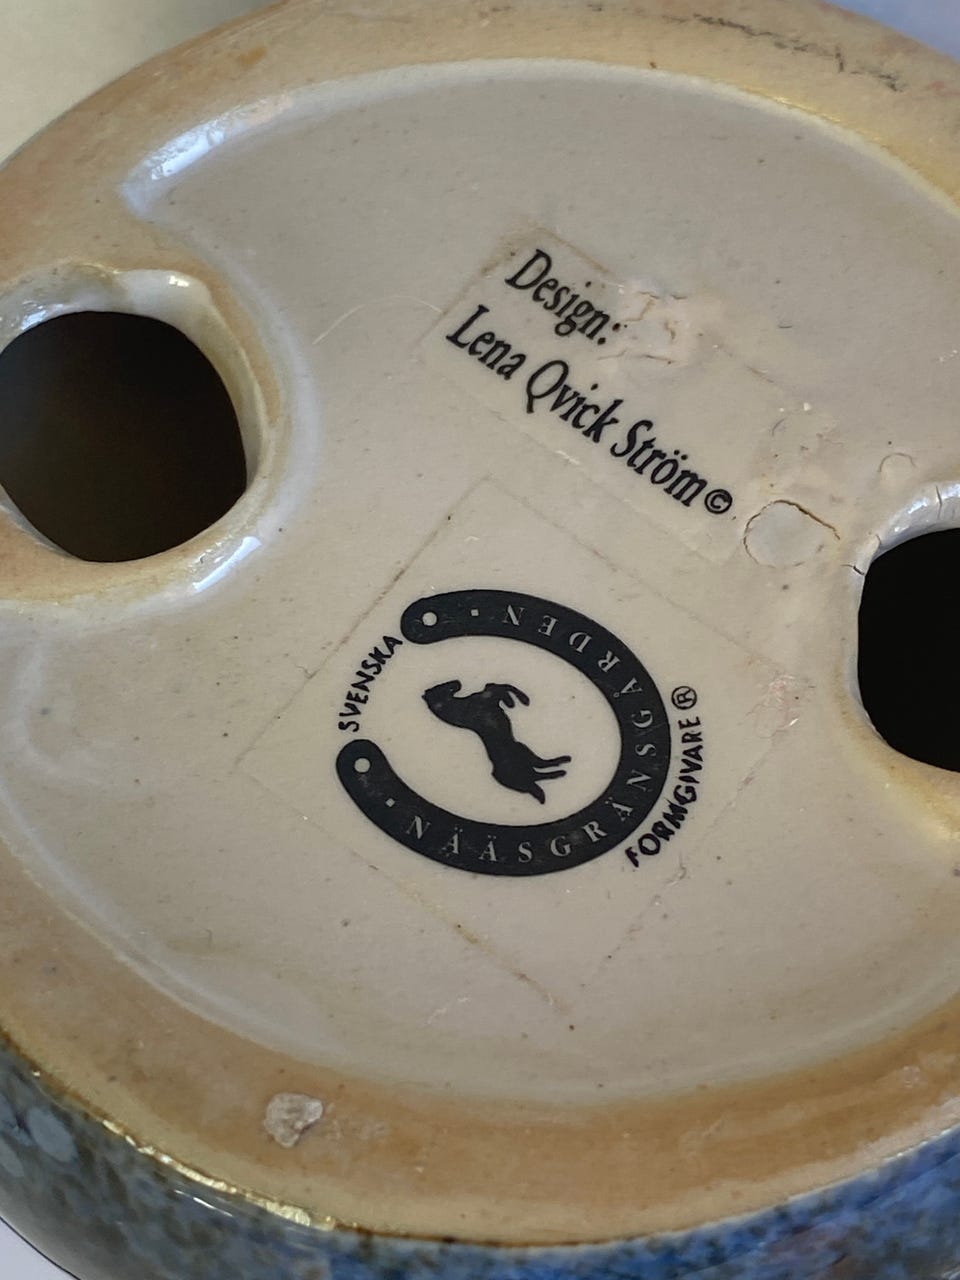 Design:
Lena Qvick Ström©
SVENSKA
· NÄÄSGRÄNSGÅRDEN ·
FORMGIVARE®